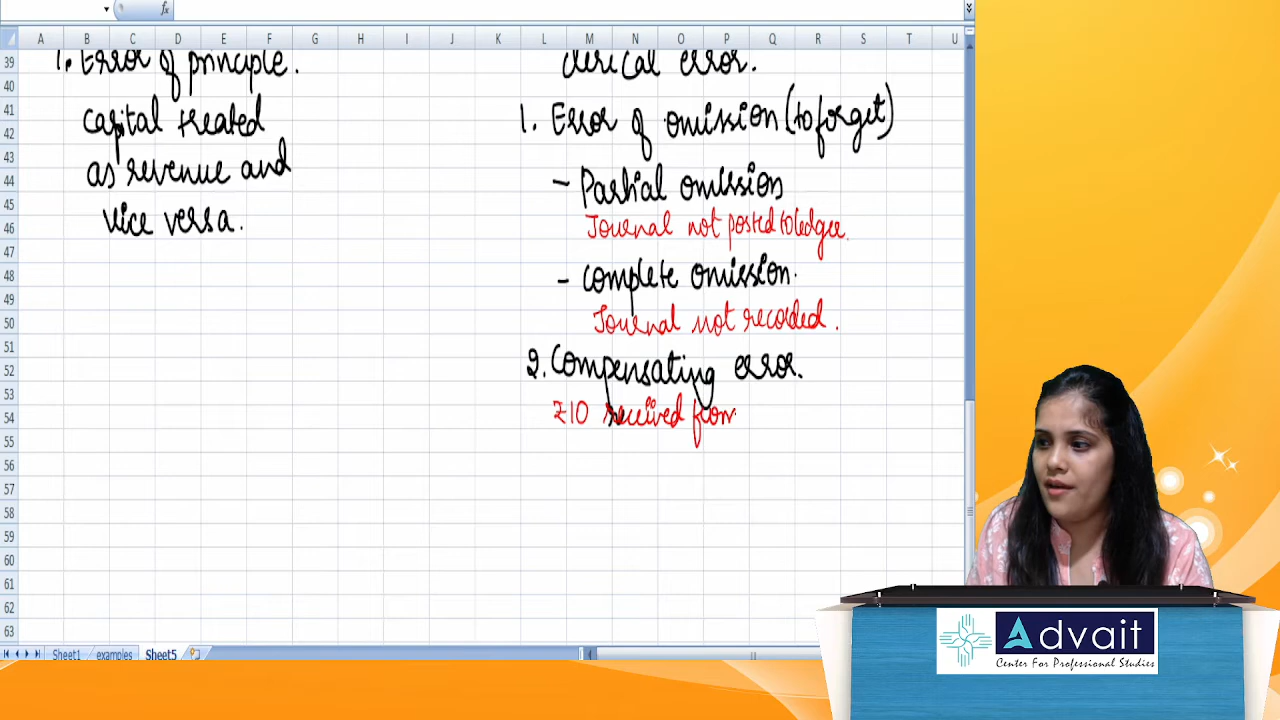 fx
A B C D E F G H I J K L M N O P Q R S T U
39
40
41
42
43
44
45
46
47
48
49
50
51
52
53
54
55
56
57
58
59
60
61
62
63
1. Error of principle.
capital treated
as revenue and
vice versa.
clerical error.
1. Error of omission (to forget)
- Partial omission
Journal not posted to ledger.
- Complete omission.
Journal not recorded.
2. Compensating error.
₹10 received from
Sheet1 examples Sheet5
Advait
Center For Professional Studies